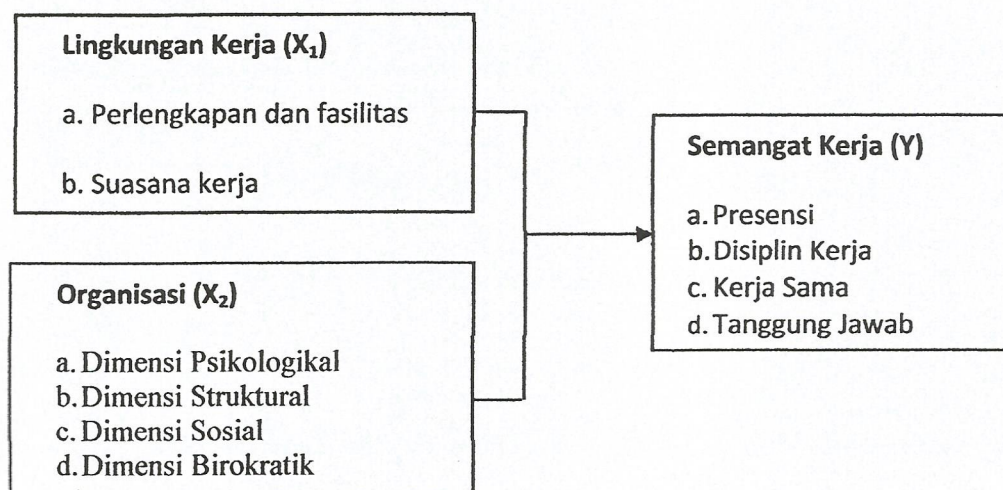 Lingkungan Kerja (X₁)
a. Perlengkapan dan fasilitas
b. Suasana kerja
Organisasi (X₂)
a. Dimensi Psikologikal
b. Dimensi Struktural
c. Dimensi Sosial
d. Dimensi Birokratik
Semangat Kerja (Y)
a. Presensi
b. Disiplin Kerja
c. Kerja Sama
d. Tanggung Jawab